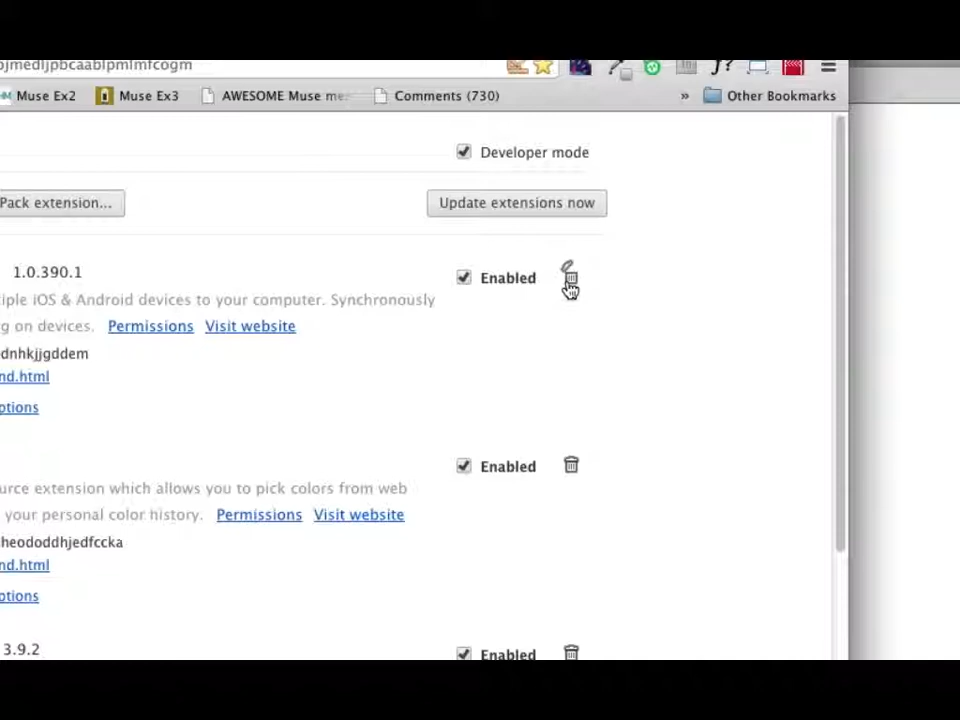 ojmedljpbcaablpmlmfcogm
Muse Ex2 Muse Ex3 AWESOME Muse me Comments (730) » Other Bookmarks
Developer mode
Pack extension... Update extensions now
1.0.390.1 Enabled
iple iOS & Android devices to your computer. Synchronously
g on devices. Permissions Visit website
dnhkjjgddem
nd.html
ptions
Enabled
urce extension which allows you to pick colors from web
your personal color history. Permissions Visit website
heododdhjedfccka
nd.html
ptions
3.9.2 Enabled